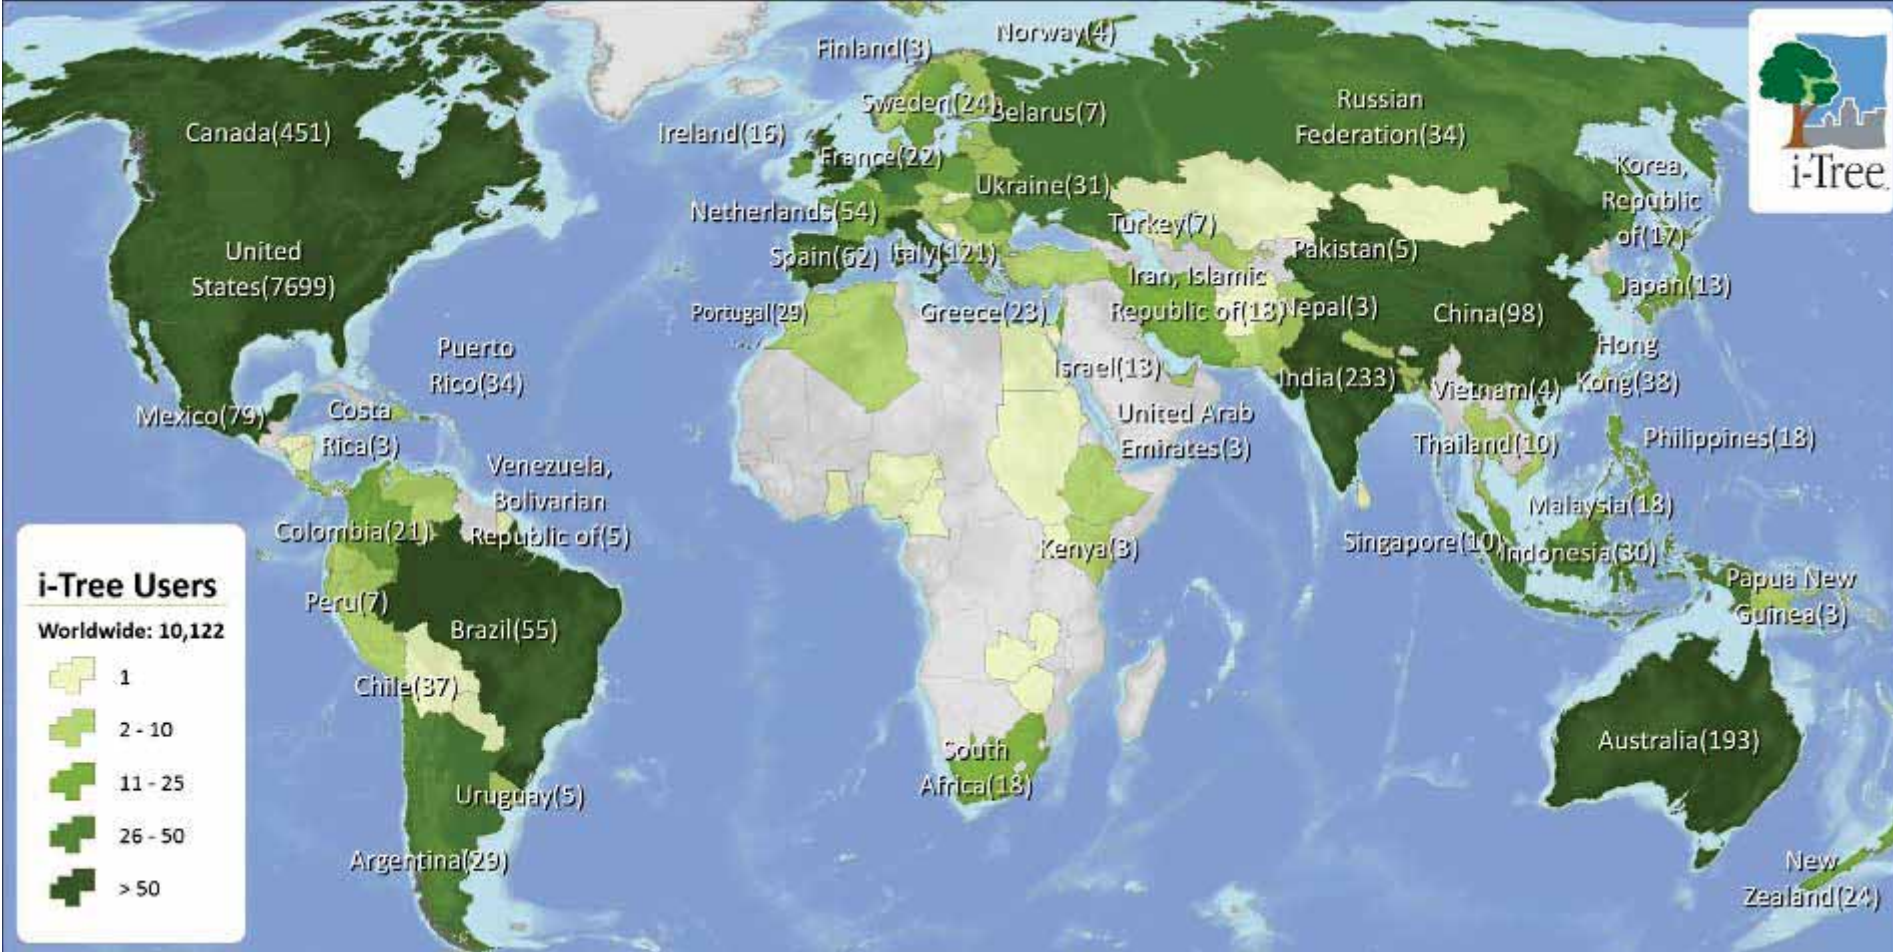 Finland(3)
Norway(4)
Sweden(24)
Belarus(7)
Russian
Federation(34)
Canada(451)
Ireland(16)
France(22)
Ukraine(31)
Korea,
Republic
of(17)
i-Tree
Netherlands(54)
Turkey(7)
United
States(7699)
Spain(62)
Italy(121)
Pakistan(5)
Iran, Islamic
Republic of(18)
Nepal(3)
Japan(13)
Portugal(29)
Greece(23)
China(98)
Puerto
Rico(34)
Israel(13)
India(233)
Vietnam(4)
Hong
Kong(38)
Mexico(79)
Costa
Rica(3)
United Arab
Emirates(3)
Thailand(10)
Philippines(18)
Venezuela,
Bolivarian
Republic of(5)
Colombia(21)
Malaysia(18)
Kenya(3)
Singapore(10)
Indonesia(30)
Papua New
Guinea(3)
Peru(7)
Brazil(55)
Chile(37)
Australia(193)
South
Africa(18)
Uruguay(5)
Argentina(29)
New
Zealand(24)
i-Tree Users
Worldwide: 10,122
1
2 - 10
11 - 25
26 - 50
> 50